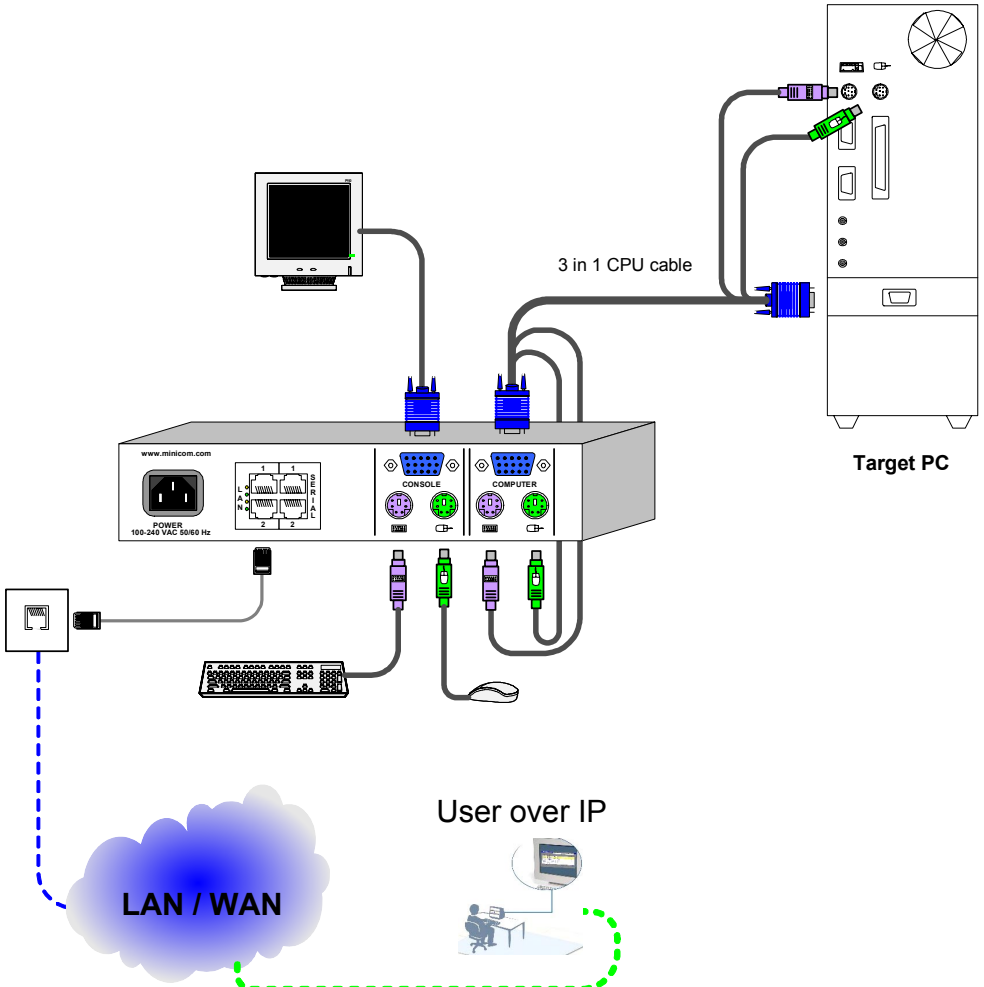 3 in 1 CPU cable
Target PC
www.minicom.com
POWER
100-240 VAC 50/60 Hz
LAN
1 1
2 2
SERIAL
CONSOLE
COMPUTER
User over IP
LAN / WAN